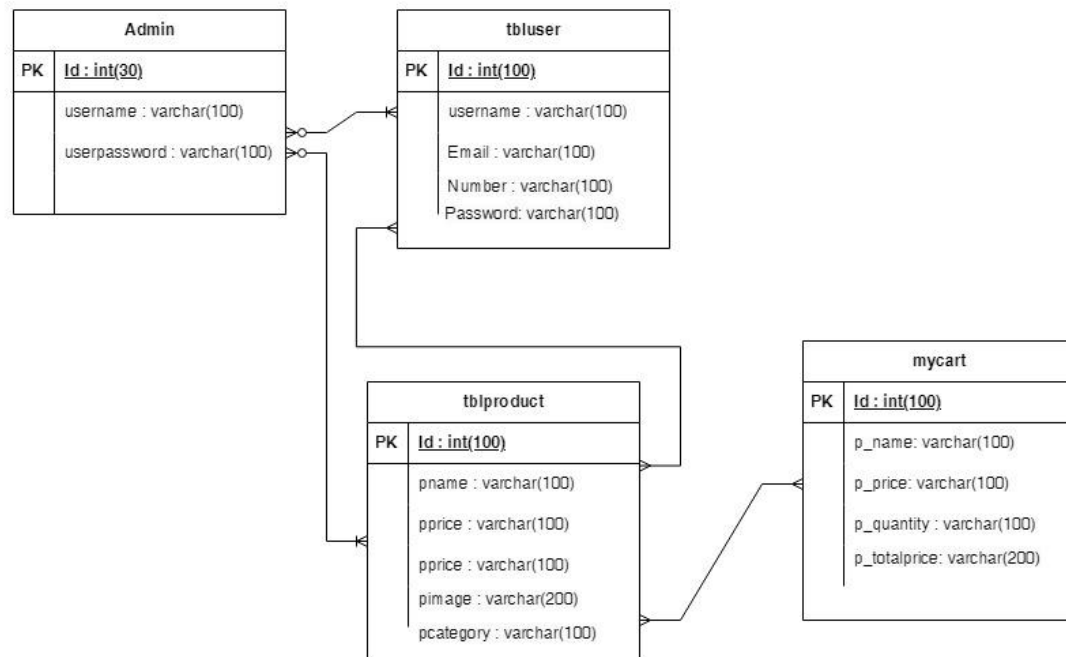 Admin
PK Id : int(30)
username : varchar(100)
userpassword : varchar(100)
tbluser
PK Id : int(100)
username : varchar(100)
Email : varchar(100)
Number : varchar(100)
Password: varchar(100)
tblproduct
PK Id : int(100)
pname : varchar(100)
pprice : varchar(100)
pprice : varchar(100)
pimage : varchar(200)
pcategory : varchar(100)
mycart
PK Id : int(100)
p_name: varchar(100)
p_price: varchar(100)
p_quantity : varchar(100)
p_totalprice: varchar(200)